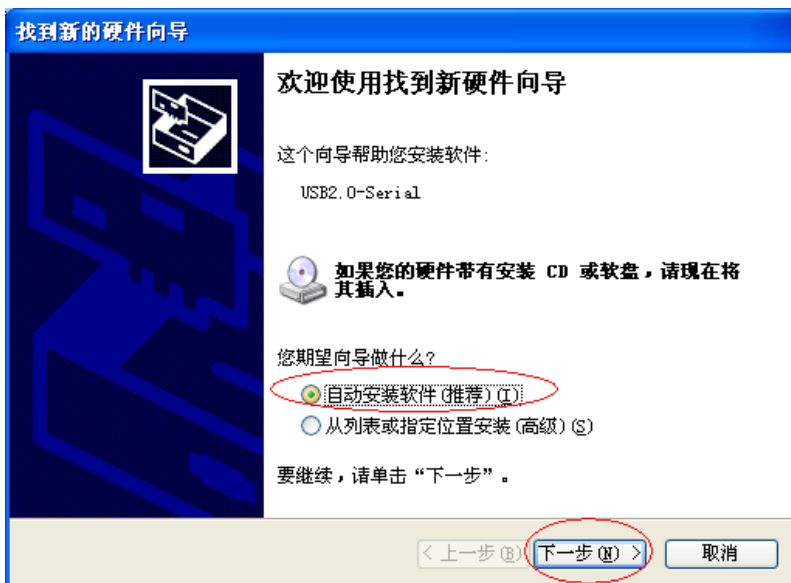 找到新的硬件向导
欢迎使用找到新硬件向导
这个向导帮助您安装软件:
USB2.0-Serial
如果您的硬件带有安装 CD 或软盘，请现在将
其插入。
您期望向导做什么?
自动安装软件(推荐)(I)
从列表或指定位置安装(高级)(S)
要继续，请单击“下一步”。
< 上一步(B) 下一步(N) > 取消